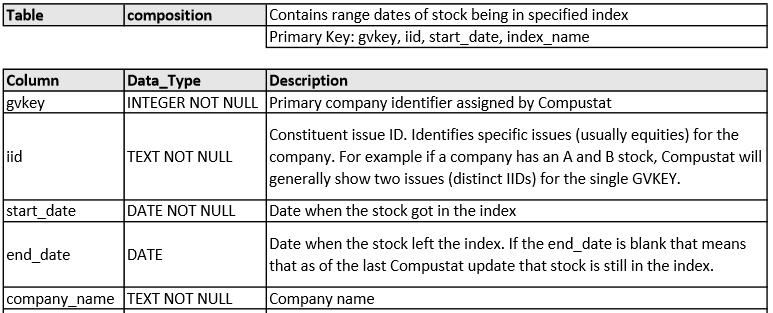 Table composition Contains range dates of stock being in specified index
Primary Key: gvkey, iid, start_date, index_name
Column Data_Type Description
gvkey INTEGER NOT NULL Primary company identifier assigned by Compustat
Constituent issue ID. Identifies specific issues (usually equities) for the
iid TEXT NOT NULL company. For example if a company has an A and B stock, Compustat will
generally show two issues (distinct IIDs) for the single GVKEY.
start_date DATE NOT NULL Date when the stock got in the index
end_date DATE Date when the stock left the index. If the end_date is blank that means
that as of the last Compustat update that stock is still in the index.
company_name TEXT NOT NULL Company name